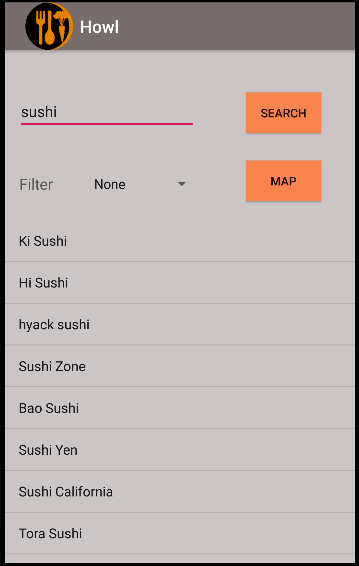 Howl
sushi
SEARCH
Filter
None
MAP
Ki Sushi
Hi Sushi
hyack sushi
Sushi Zone
Bao Sushi
Sushi Yen
Sushi California
Tora Sushi